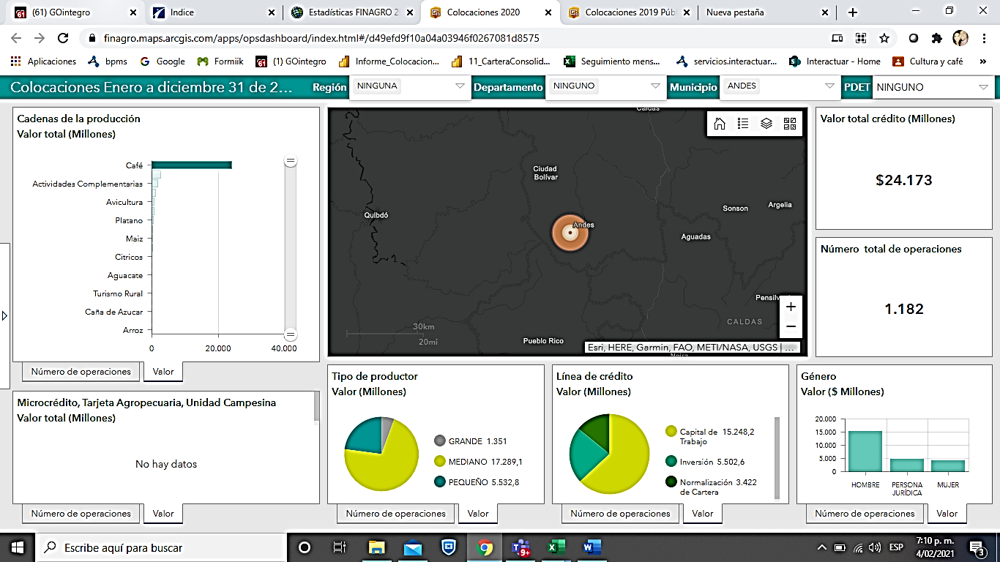 (61) GOintegro
Indice
Estadísticas FINAGRO 2
Colocaciones 2020
Colocaciones 2019 Púb
Nueva pestaña
finagro.maps.arcgis.com/apps/opsdashboard/index.html#/d49efd9f10a04a03946f0267081d8575
Aplicaciones
bpms
Google
Formiik
(1) GOintegro
Informe_Colocacion...
11_CarteraConsolid...
Seguimiento mens...
servicios.interactuar...
Interactuar - Home
Cultura y café
»
Colocaciones Enero a diciembre 31 de 2...
Región
NINGUNA
Departamento
NINGUNO
Municipio
ANDES
PDET
NINGUNO
Cadenas de la producción
Valor total (Millones)
Café
Actividades Complementarias
Avicultura
Platano
Maiz
Citricos
Aguacate
Turismo Rural
Caña de Azucar
Arroz
0
20.000
40.000
Número de operaciones
Valor
Microcrédito, Tarjeta Agropecuaria, Unidad Campesina
Valor total (Millones)
No hay datos
Número de operaciones
Valor
Caldas
Ciudad
Bolívar
Quibdó
Andes
Sonson
Argelia
Aguadas
Pensilv
CALDAS
Pueblo Rico
Neira
30km
20mi
+
−
Esri, HERE, Garmin, FAO, METI/NASA, USGS | ...
Valor total crédito (Millones)
$24.173
Número total de operaciones
1.182
Tipo de productor
Valor (Millones)
GRANDE 1.351
MEDIANO 17.289,1
PEQUEÑO 5.532,8
Número de operaciones
Valor
Línea de crédito
Valor (Millones)
Capital de 15.248,2
Trabajo
Inversión 5.502,6
Normalización 3.422
de Cartera
Número de operaciones
Valor
Género
Valor ($ Millones)
20.000
15.000
10.000
5.000
0
HOMBRE
PERSONA
JURÍDICA
MUJER
Número de operaciones
Valor
Escribe aquí para buscar
9+
ESP
7:10 p. m.
4/02/2021
3